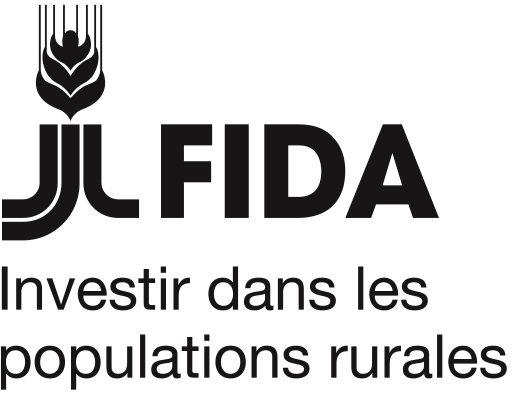 FIDA
Investir dans les
populations rurales